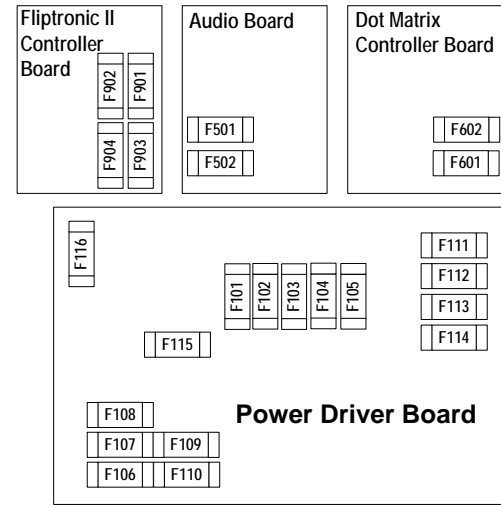 Fliptronic II
Controller
Board
F902
F901
F904
F903
Audio Board
F501
F502
Dot Matrix
Controller Board
F602
F601
F116
F101
F102
F103
F104
F105
F111
F112
F113
F114
F115
F108
F107
F109
F106
F110
Power Driver Board